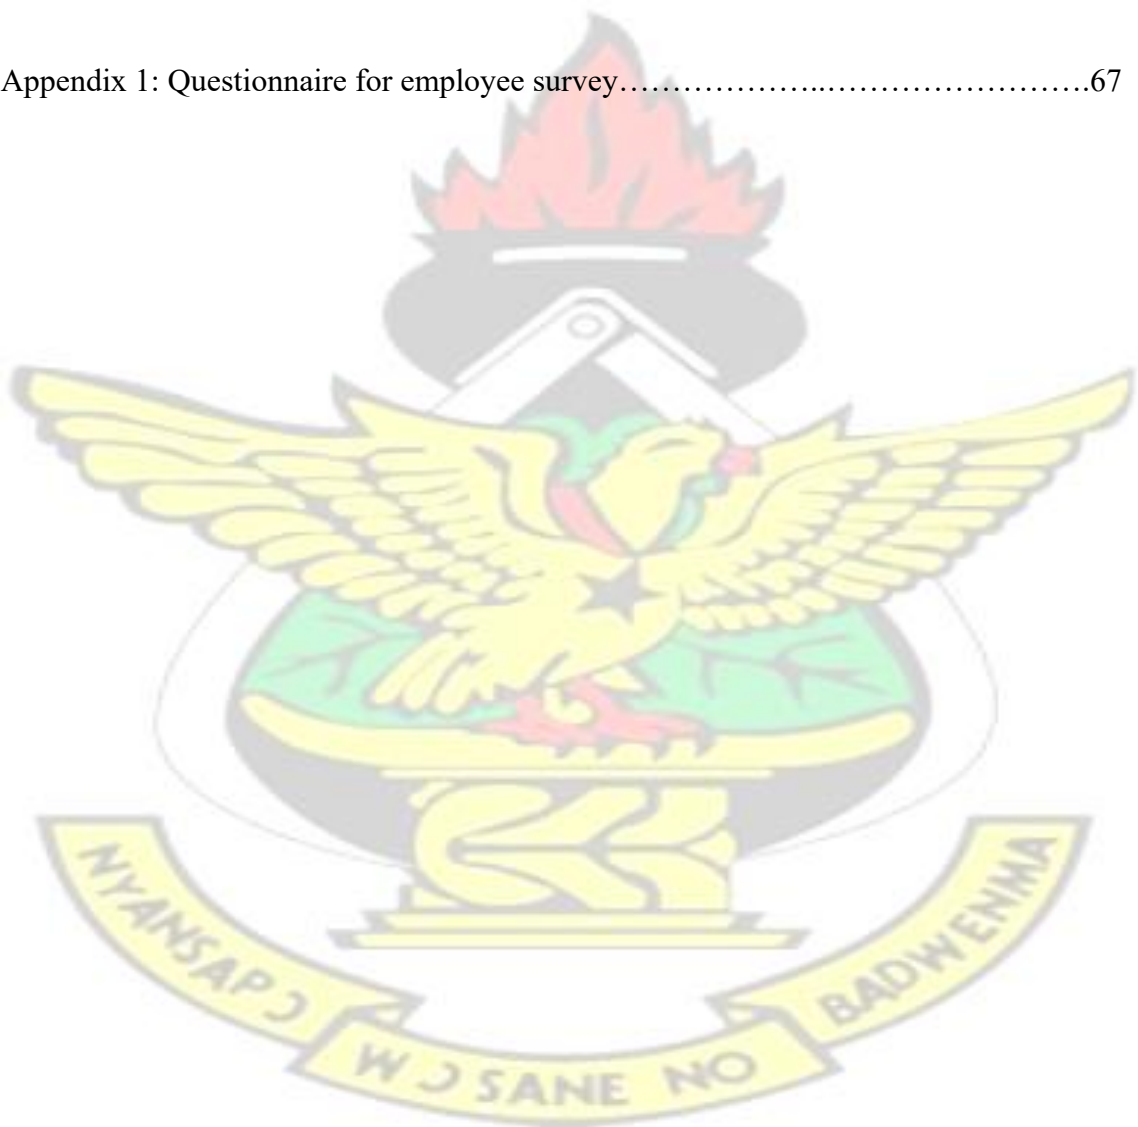 Appendix 1: Questionnaire for employee survey………………...……………………….67
NYANSAPƆ
WƆSANE NO
BADWENMA